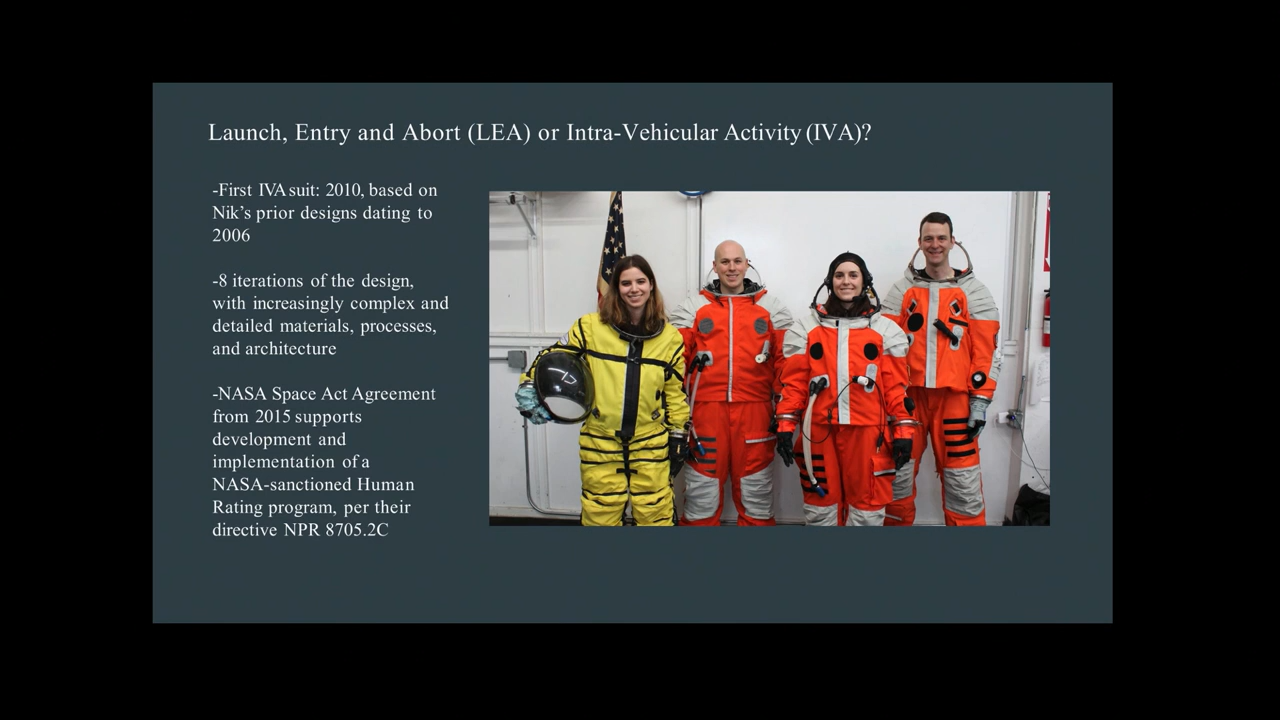 Launch, Entry and Abort (LEA) or Intra-Vehicular Activity (IVA)?
-First IVA suit: 2010, based on
Nik’s prior designs dating to
2006
-8 iterations of the design,
with increasingly complex and
detailed materials, processes,
and architecture
-NASA Space Act Agreement
from 2015 supports
development and
implementation of a
NASA-sanctioned Human
Rating program, per their
directive NPR 8705.2C